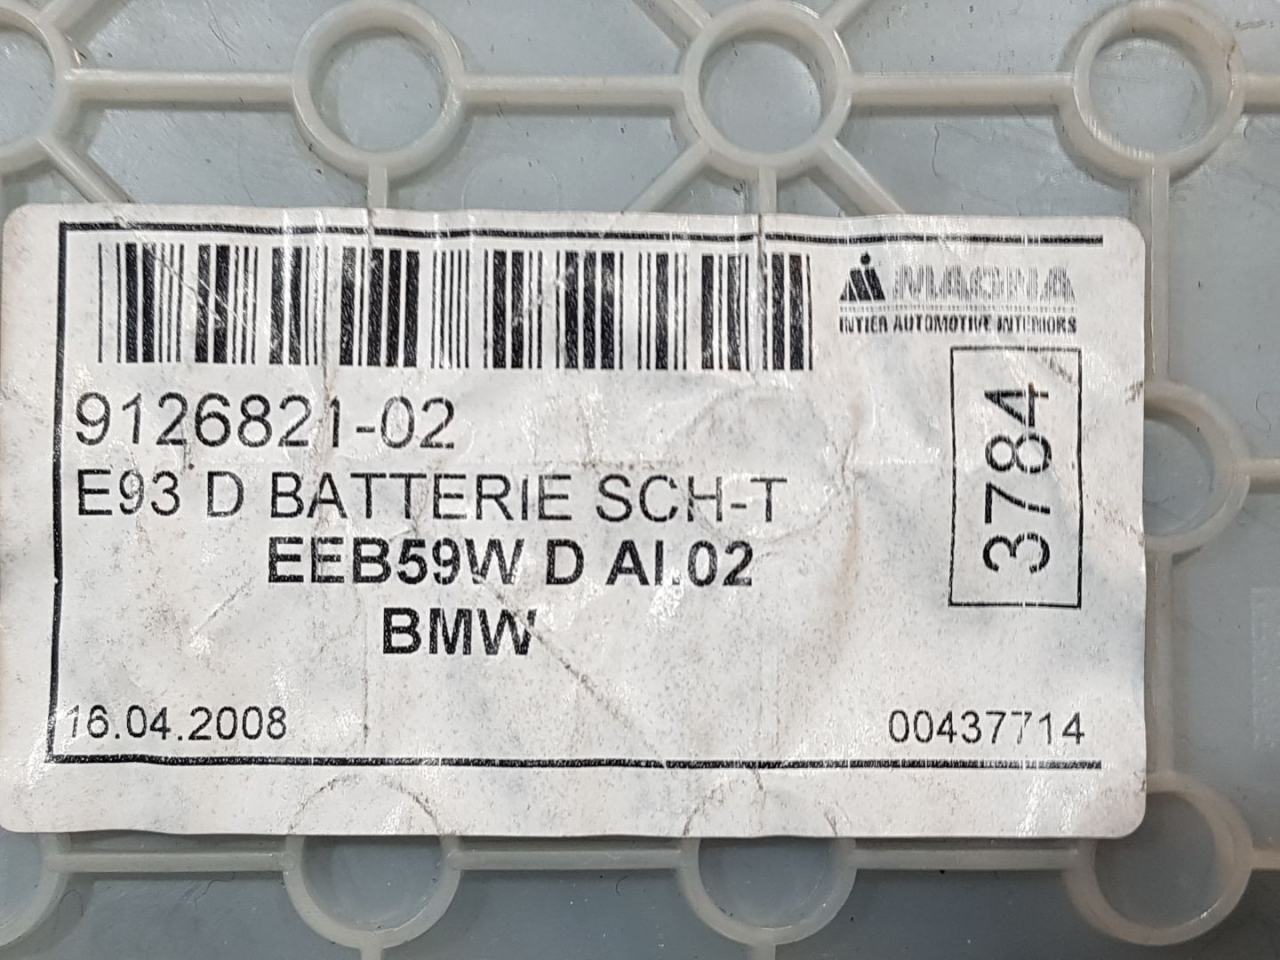 MAGNA
INTIER AUTOMOTIVE INTERIORS
9126821-02
E93 D BATTERIE SCH-T
EEB59W D AI.02
BMW
3784
16.04.2008
00437714